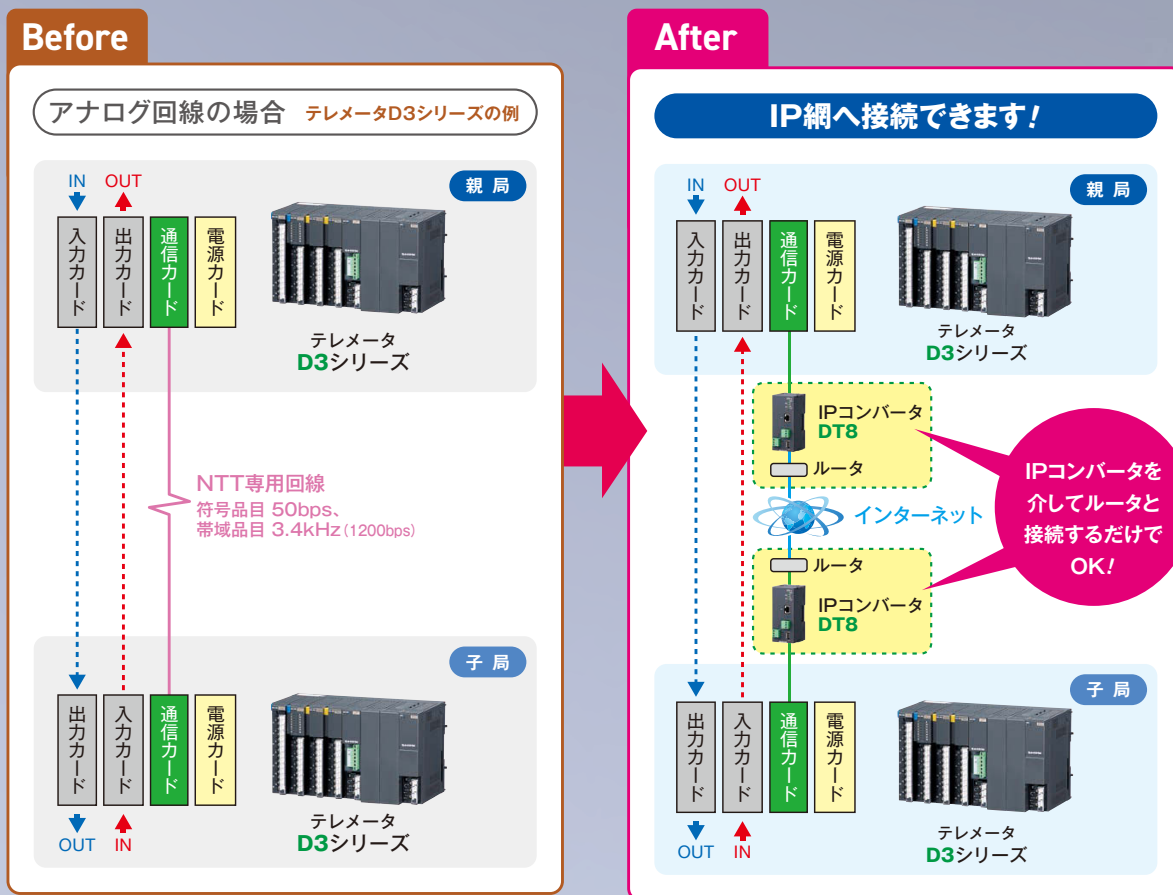 Before
アナログ回線の場合 テレメータD3シリーズの例
IN OUT
親 局
入力カード
出力カード
通信カード
電源カード
テレメータ
D3シリーズ
NTT専用回線
符号品目 50bps、
帯域品目 3.4kHz(1200bps)
子 局
出力カード
入力カード
通信カード
電源カード
テレメータ
D3シリーズ
OUT IN
After
IP網へ接続できます!
IN OUT
親 局
入力カード
出力カード
通信カード
電源カード
テレメータ
D3シリーズ
IPコンバータ
DT8
ルータ
インターネット
ルータ
IPコンバータ
DT8
IPコンバータを
介してルータと
接続するだけで
OK!
子 局
出力カード
入力カード
通信カード
電源カード
テレメータ
D3シリーズ
OUT IN